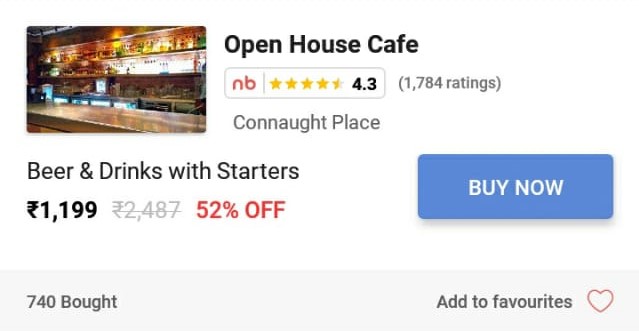 Open House Cafe
nb 4.3 (1,784 ratings)
Connaught Place
Beer & Drinks with Starters
₹1,199 ₹2,487 52% OFF
BUY NOW
740 Bought
Add to favourites